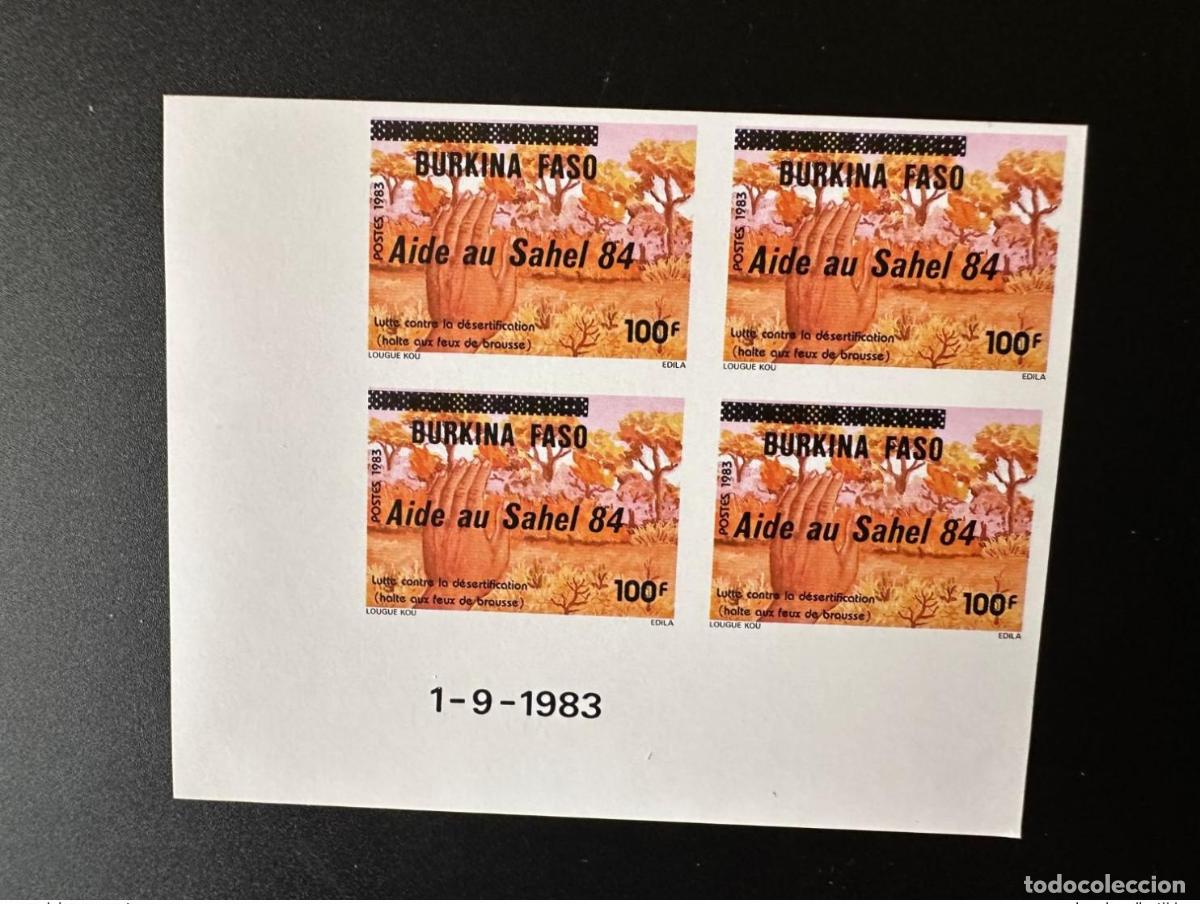 BURKINA FASO
POSTES 1983
Aide au Sahel 84
Lutte contre la désertification
(halte aux feux de brousse)
100F
LOUGUE KOU
EDILA
BURKINA FASO
POSTES 1983
Aide au Sahel 84
Lutte contre la désertification
(halte aux feux de brousse)
100F
LOUGUE KOU
EDILA
BURKINA FASO
POSTES 1983
Aide au Sahel 84
Lutte contre la désertification
(halte aux feux de brousse)
100F
LOUGUE KOU
EDILA
BURKINA FASO
POSTES 1983
Aide au Sahel 84
Lutte contre la désertification
(halte aux feux de brousse)
100F
LOUGUE KOU
EDILA
1-9-1983
todocoleccion